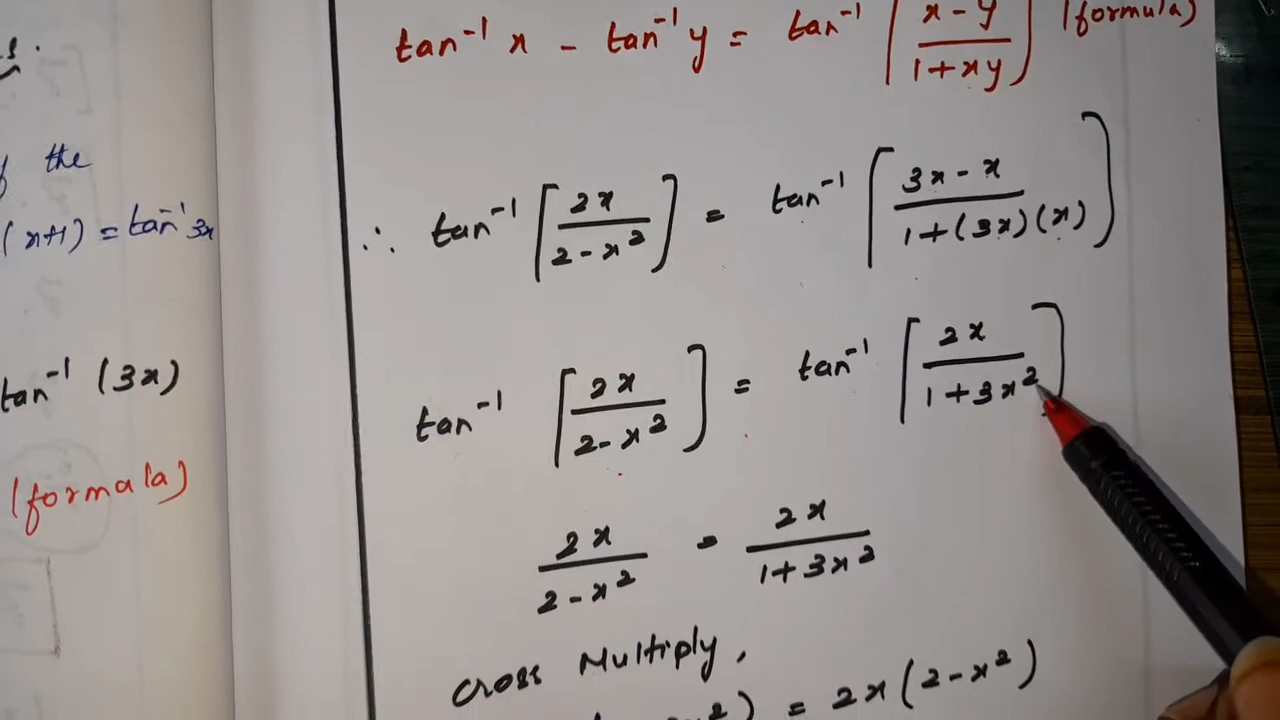 f the
(x+1) = tan⁻¹ 3x
tan⁻¹ (3x)
(formala)
tan⁻¹ x - tan⁻¹ y = tan⁻¹ [x - y / 1 + xy] (formula)
∴ tan⁻¹ [2x / 2 - x²] = tan⁻¹ [3x - x / 1 + (3x)(x)]
tan⁻¹ [2x / 2 - x²] = tan⁻¹ [2x / 1 + 3x²]
2x / 2 - x² = 2x / 1 + 3x²
Cross Multiply,
= 2x(2 - x²)